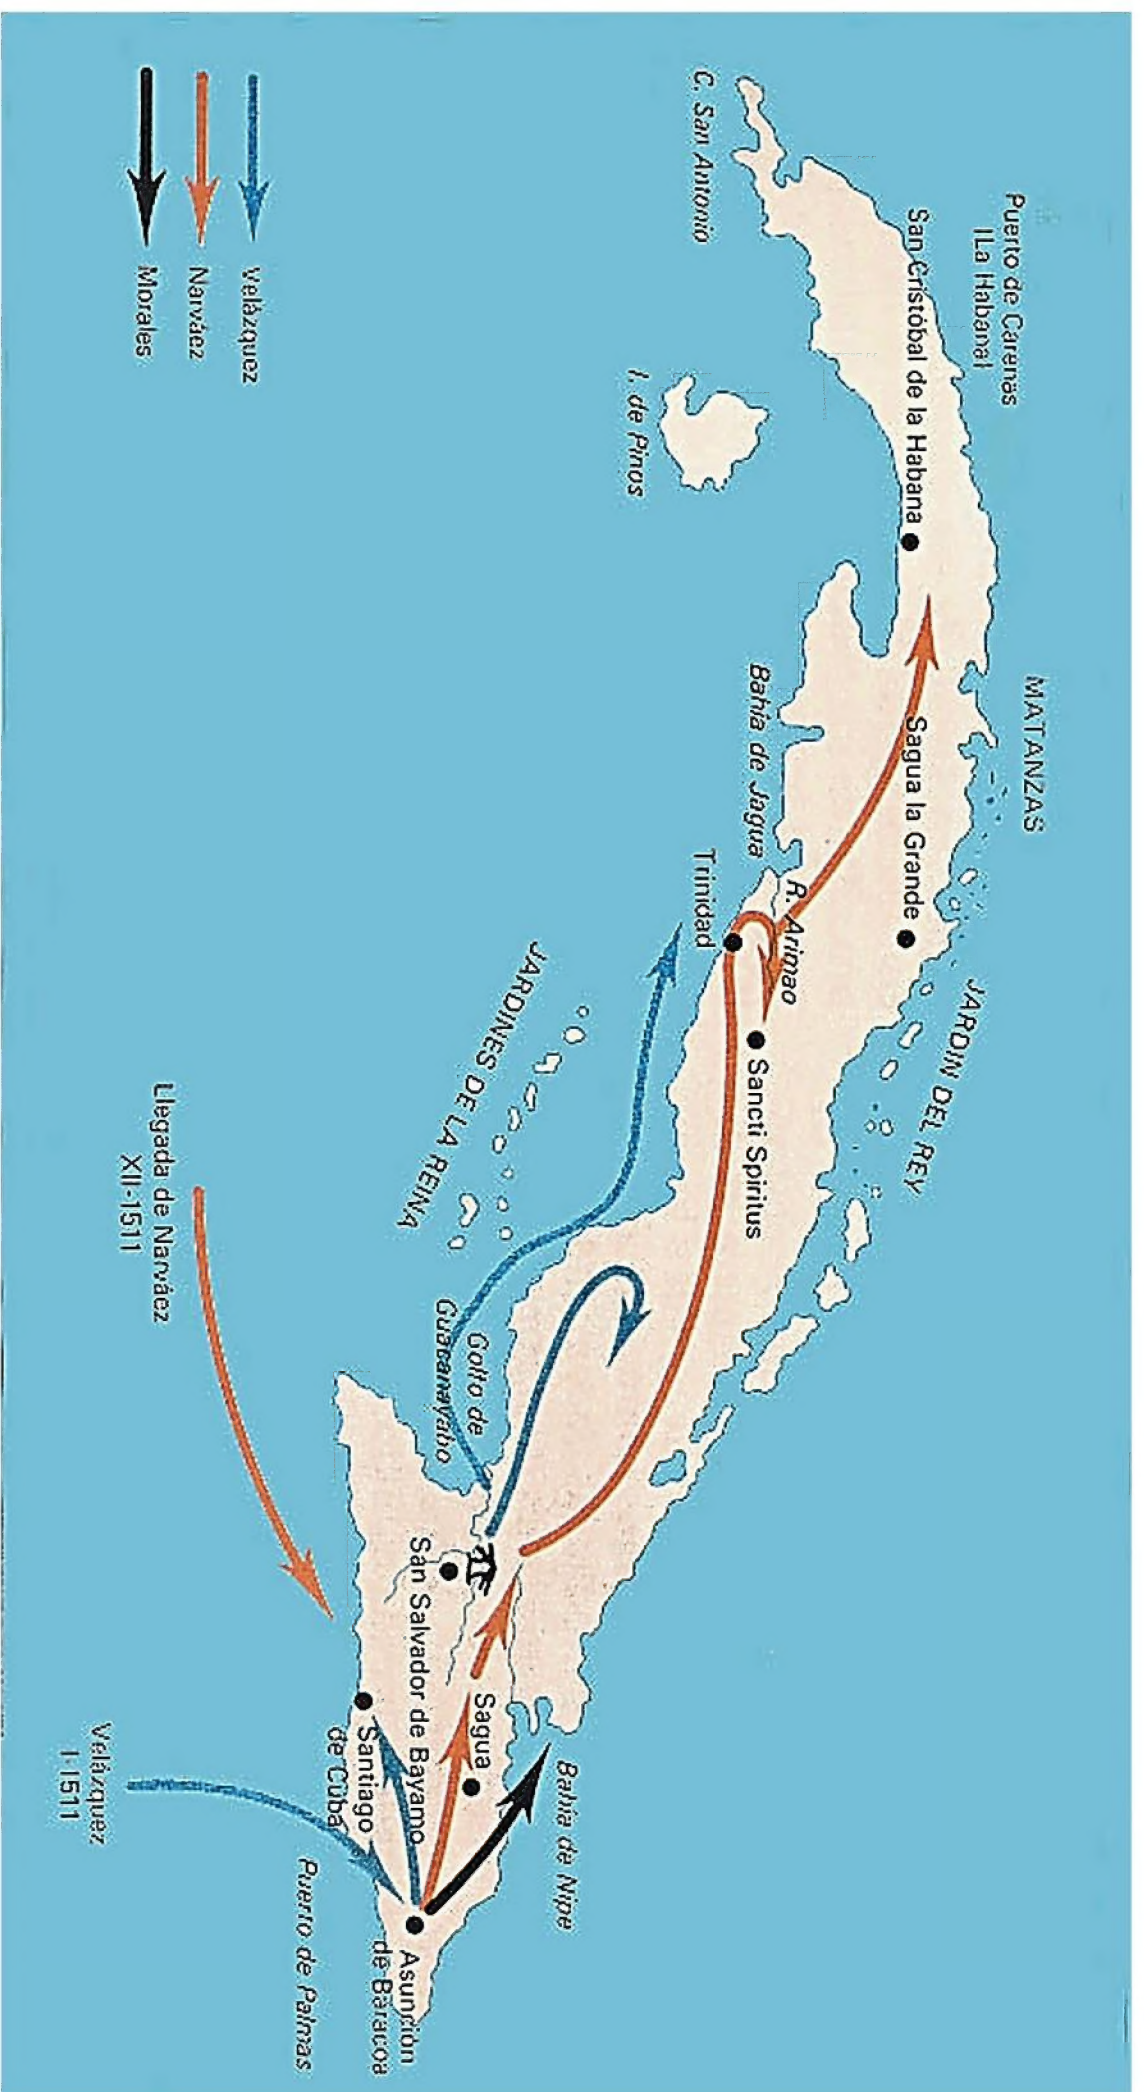 Puerto de Carenas
(La Habana)
MATANZAS
San Cristóbal de la Habana
C. San Antonio
I. de Pinos
Sagua la Grande
JARDIN DEL REY
Bahía de Jagua
R. Arimao
Trinidad
Sancti Spiritus
JARDINES DE LA REINA
Golfo de
Guacanayabo
San Salvador de Bayamo
Sagua
Bahía de Nipe
Santiago
de Cuba
Asunción
de Baracoa
Puerto de Palmas
Llegada de Narváez
XII-1511
Velázquez
I-1511
Velázquez
Narváez
Morales